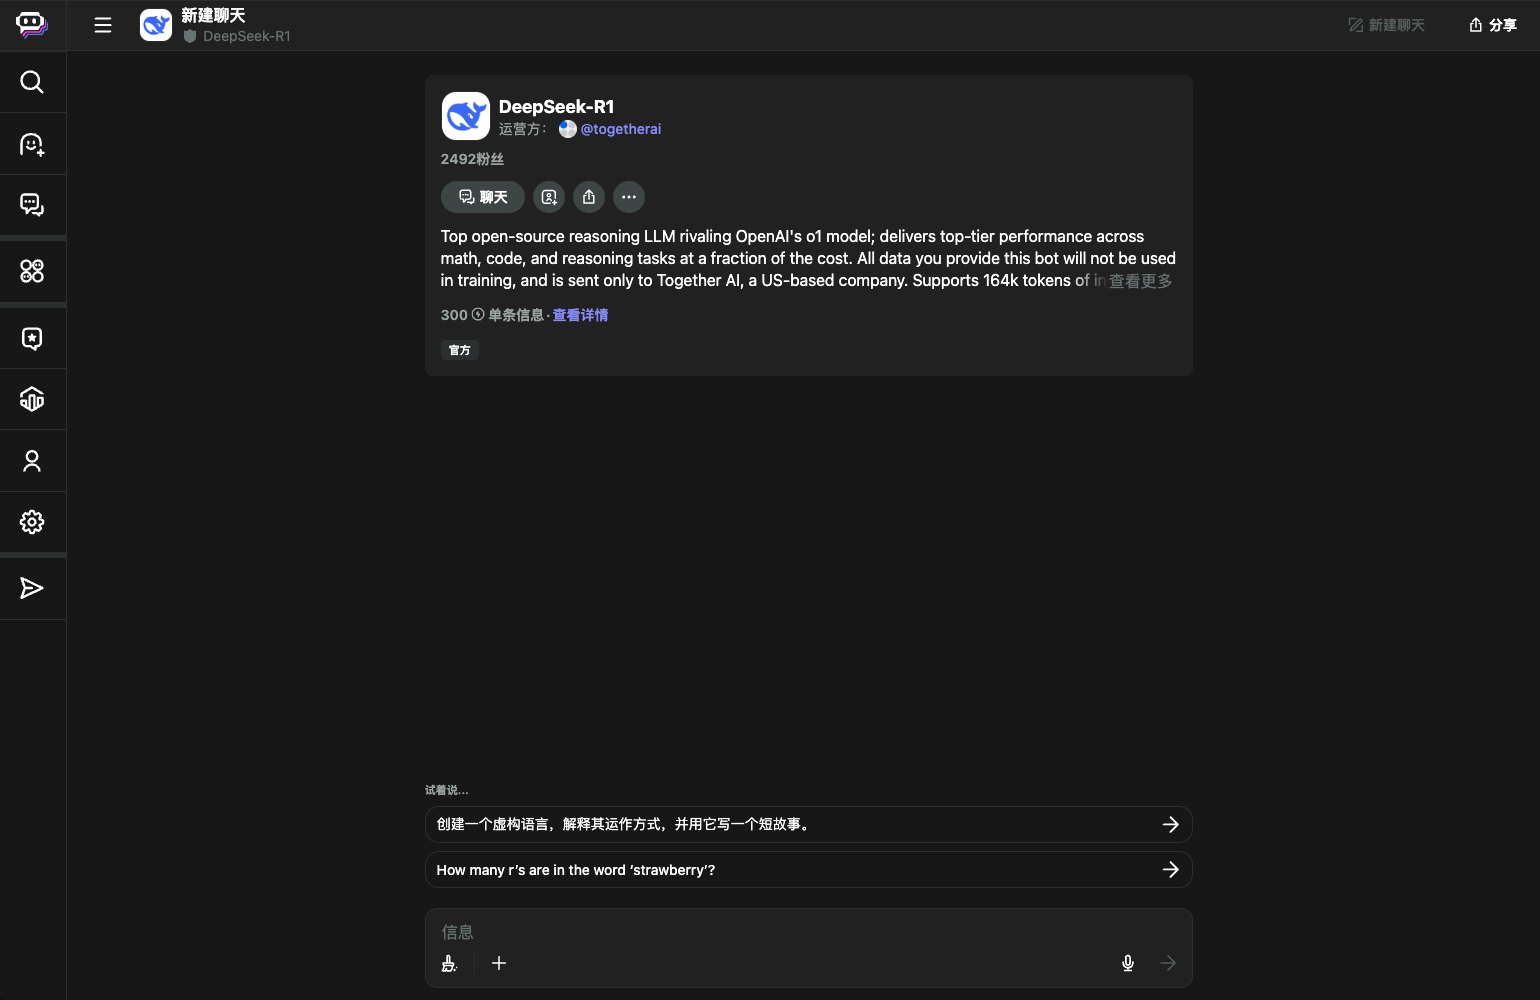 新建聊天
DeepSeek-R1
新建聊天
分享
DeepSeek-R1
运营方：
@togetherai
2492粉丝
聊天
Top open-source reasoning LLM rivaling OpenAI's o1 model; delivers top-tier performance across
math, code, and reasoning tasks at a fraction of the cost. All data you provide this bot will not be used
in training, and is sent only to Together AI, a US-based company. Supports 164k tokens of in 查看更多
300 单条信息 · 查看详情
官方
试着说...
创建一个虚构语言，解释其运作方式，并用它写一个短故事。
How many r’s are in the word ‘strawberry’?
信息